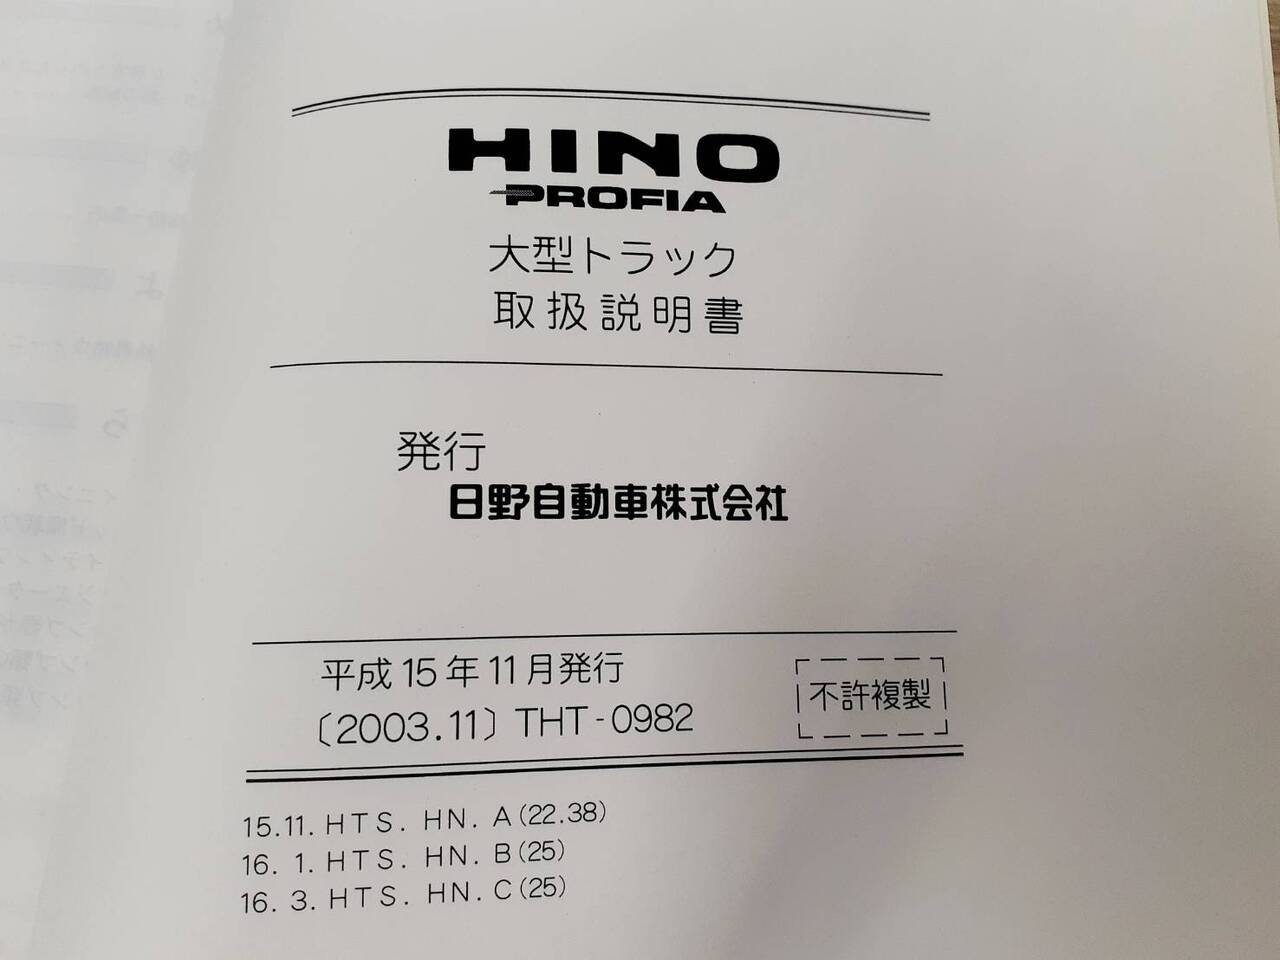 HINO
PROFIA
大型トラック
取扱説明書
発行
日野自動車株式会社
平成15年11月発行
〔2003.11〕THT-0982
不許複製
15.11. HTS. HN. A(22.38)
16. 1. HTS. HN. B(25)
16. 3. HTS. HN. C(25)